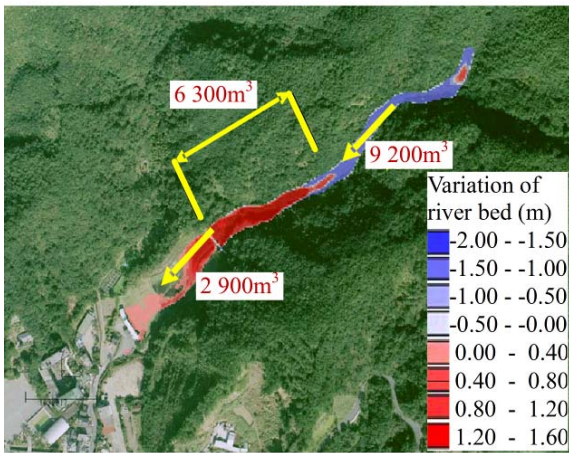 6 300m³
9 200m³
2 900m³
Variation of
river bed (m)
-2.00 - -1.50
-1.50 - -1.00
-1.00 - -0.50
-0.50 - -0.00
0.00 - 0.40
0.40 - 0.80
0.80 - 1.20
1.20 - 1.60